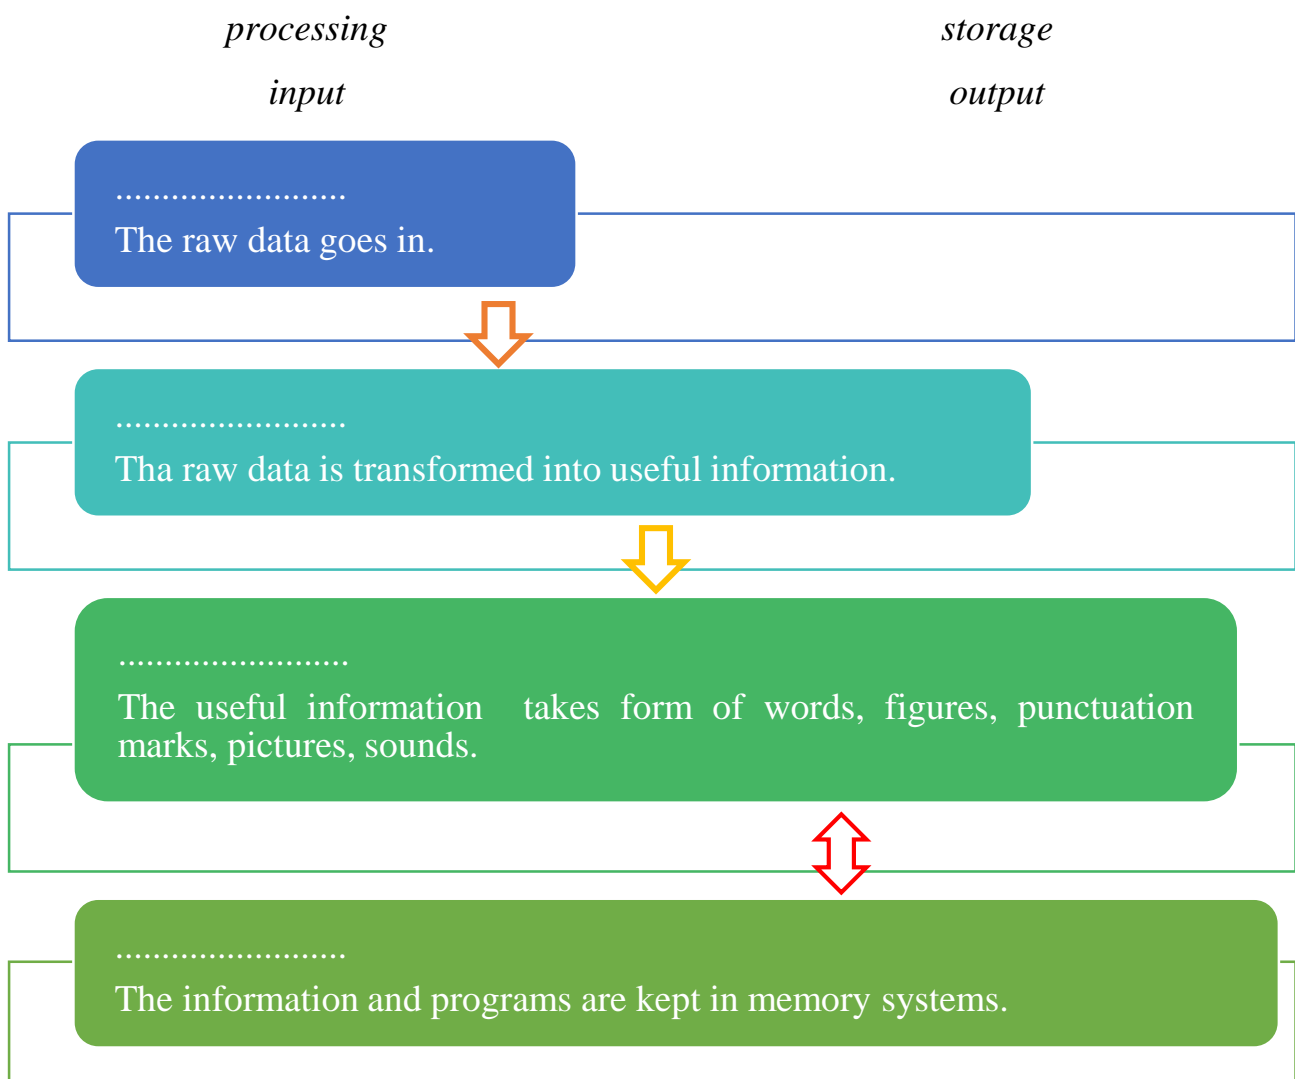 processing storage
input output
.........................
The raw data goes in.
.........................
Tha raw data is transformed into useful information.
.........................
The useful information takes form of words, figures, punctuation
marks, pictures, sounds.
.........................
The information and programs are kept in memory systems.